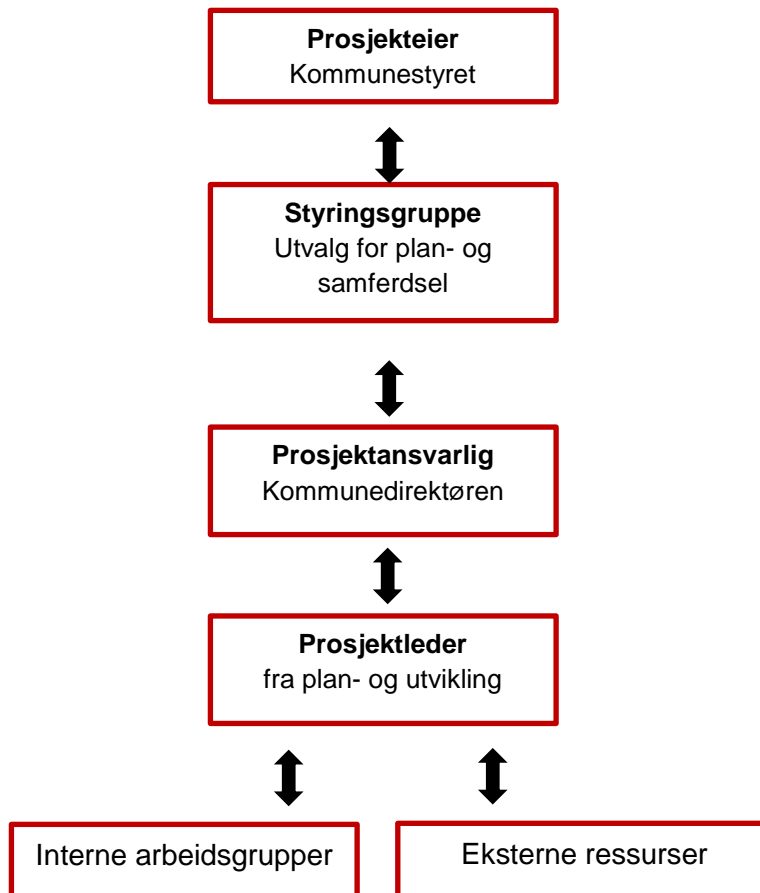 Prosjekteier
Kommunestyret
Styringsgruppe
Utvalg for plan- og
samferdsel
Prosjektansvarlig
Kommunedirektøren
Prosjektleder
fra plan- og utvikling
Interne arbeidsgrupper
Eksterne ressurser